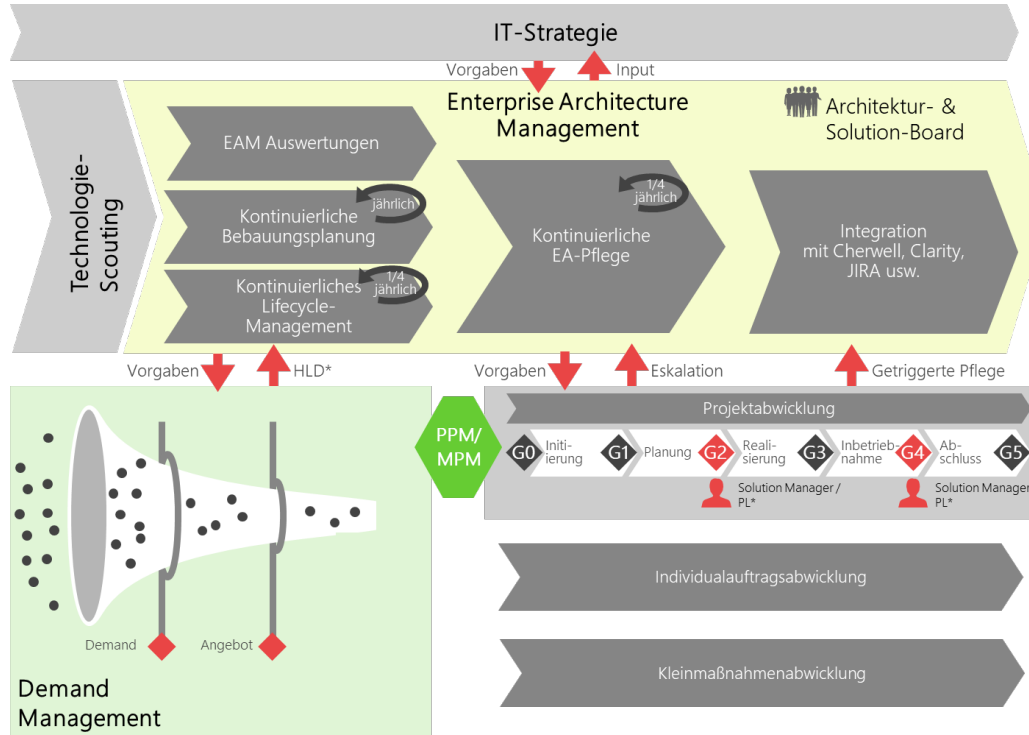 IT-Strategie
Vorgaben
Input
Technologie-
Scouting
Enterprise Architecture
Management
Architektur- &
Solution-Board
EAM Auswertungen
Kontinuierliche
Bebauungsplanung
jährlich
Kontinuierliches
Lifecycle-
Management
1/4
jährlich
Kontinuierliche
EA-Pflege
1/4
jährlich
Integration
mit Cherwell, Clarity,
JIRA usw.
Vorgaben
HLD*
Vorgaben
Eskalation
Getriggerte Pflege
Demand
Angebot
Demand
Management
PPM/
MPM
Projektabwicklung
G0
Initi-
ierung
G1
Planung
G2
Reali-
sierung
G3
Inbetrieb-
nahme
G4
Ab-
schluss
G5
Solution Manager /
PL*
Solution Manager
PL*
Individualauftragsabwicklung
Kleinmaßnahmenabwicklung